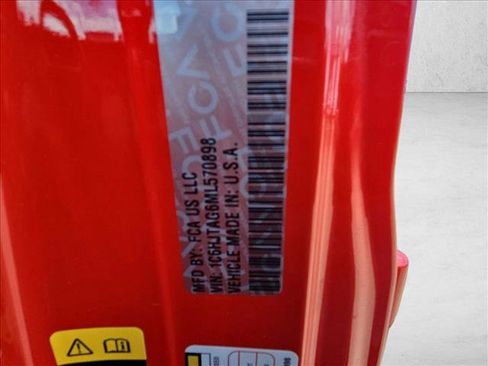 MFD BY: FCA US LLC
VIN: 1C6HJTAG6ML570898
VEHICLE MADE IN: U.S.A.